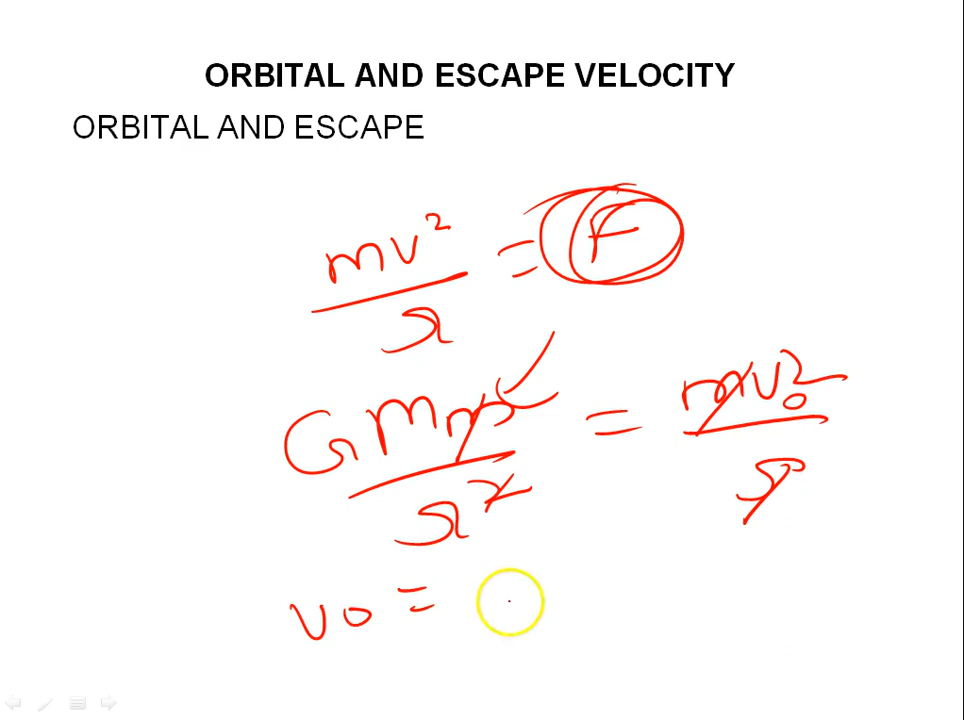 ORBITAL AND ESCAPE VELOCITY
ORBITAL AND ESCAPE
mv²/r = F
GMm/r² = mv₀²/r
v₀ =